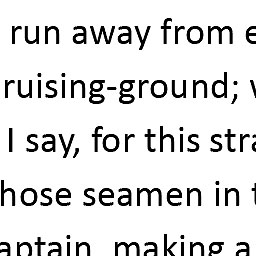 run away from e
ruising-ground; w
I say, for this stra
hose seamen in t
aptain, making a